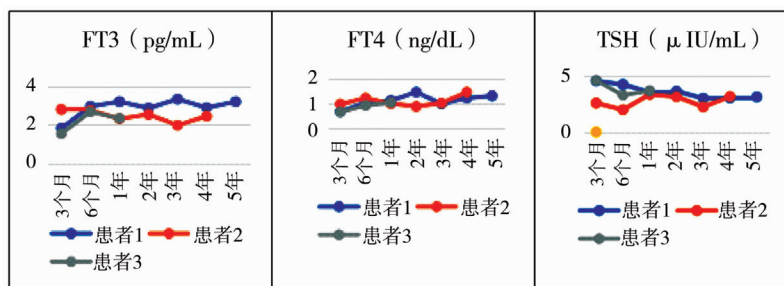 FT3（pg/mL）
4
2
0
3个月
6个月
1年
2年
3年
4年
5年
患者1
患者2
患者3
FT4（ng/dL）
2
1
0
3个月
6个月
1年
2年
3年
4年
5年
患者1
患者2
患者3
TSH（μIU/mL）
5
0
3个月
6个月
1年
2年
3年
4年
5年
患者1
患者2
患者3